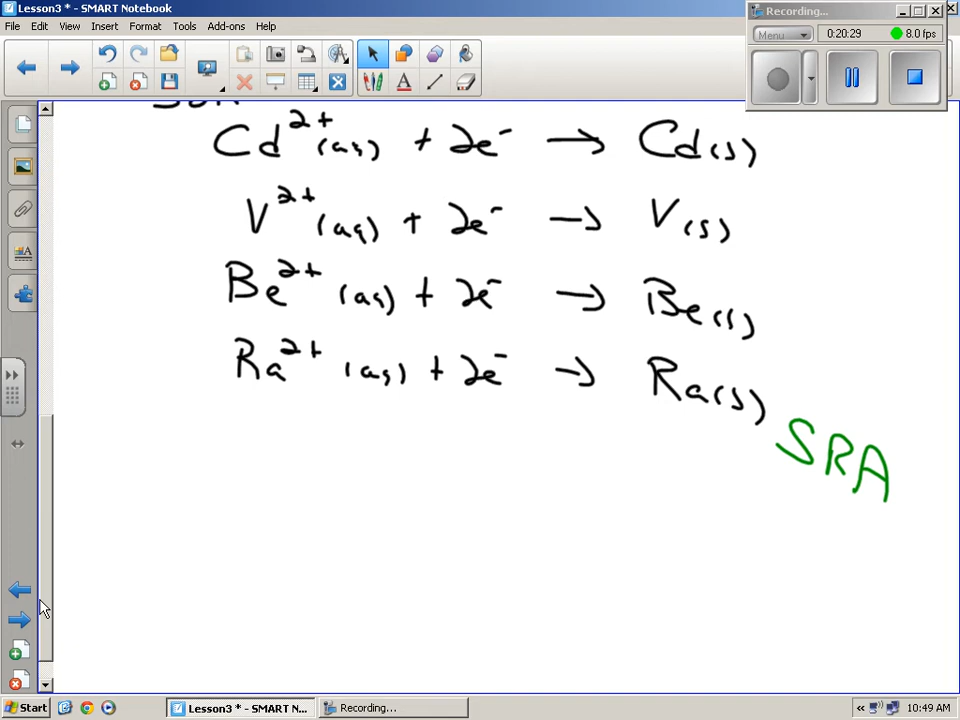 Lesson3 * - SMART Notebook
File Edit View Insert Format Tools Add-ons Help
Recording...
Menu 0:20:29 8.0 fps
Cd²⁺(aq) + 2e⁻ → Cd(s)
V²⁺(aq) + 2e⁻ → V(s)
Be²⁺(aq) + 2e⁻ → Be(s)
Ra²⁺(aq) + 2e⁻ → Ra(s)
SRA
Start Lesson3 * - SMART N... Recording... « 10:49 AM